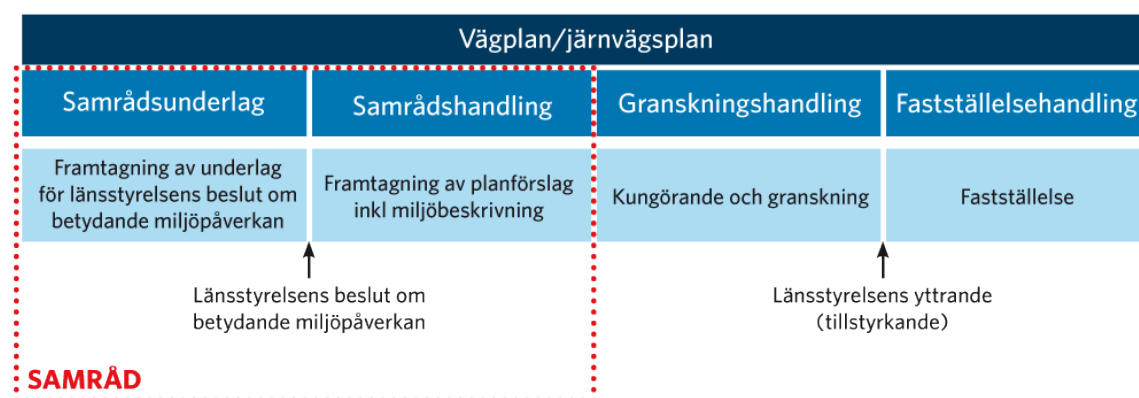 Vägplan/järnvägsplan
Samrådsunderlag
Samrådshandling
Granskningshandling
Fastställelsehandling
Framtagning av underlag
för länsstyrelsens beslut om
betydande miljöpåverkan
Framtagning av planförslag
inkl miljöbeskrivning
Kungörande och granskning
Fastställelse
Länsstyrelsens beslut om
betydande miljöpåverkan
Länsstyrelsens yttrande
(tillstyrkande)
SAMRÅD